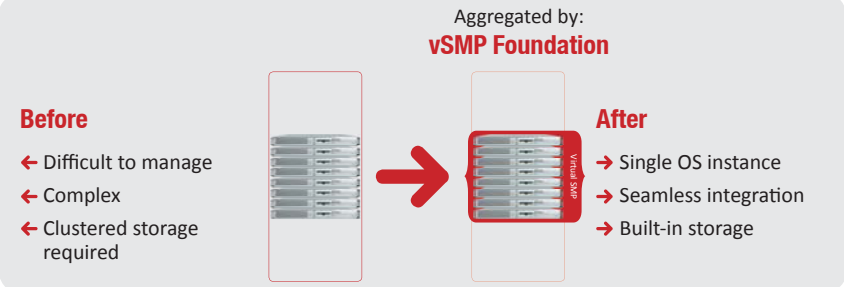 Aggregated by:
vSMP Foundation
Before
Difficult to manage
Complex
Clustered storage
required
Virtual SMP
After
Single OS instance
Seamless integration
Built-in storage